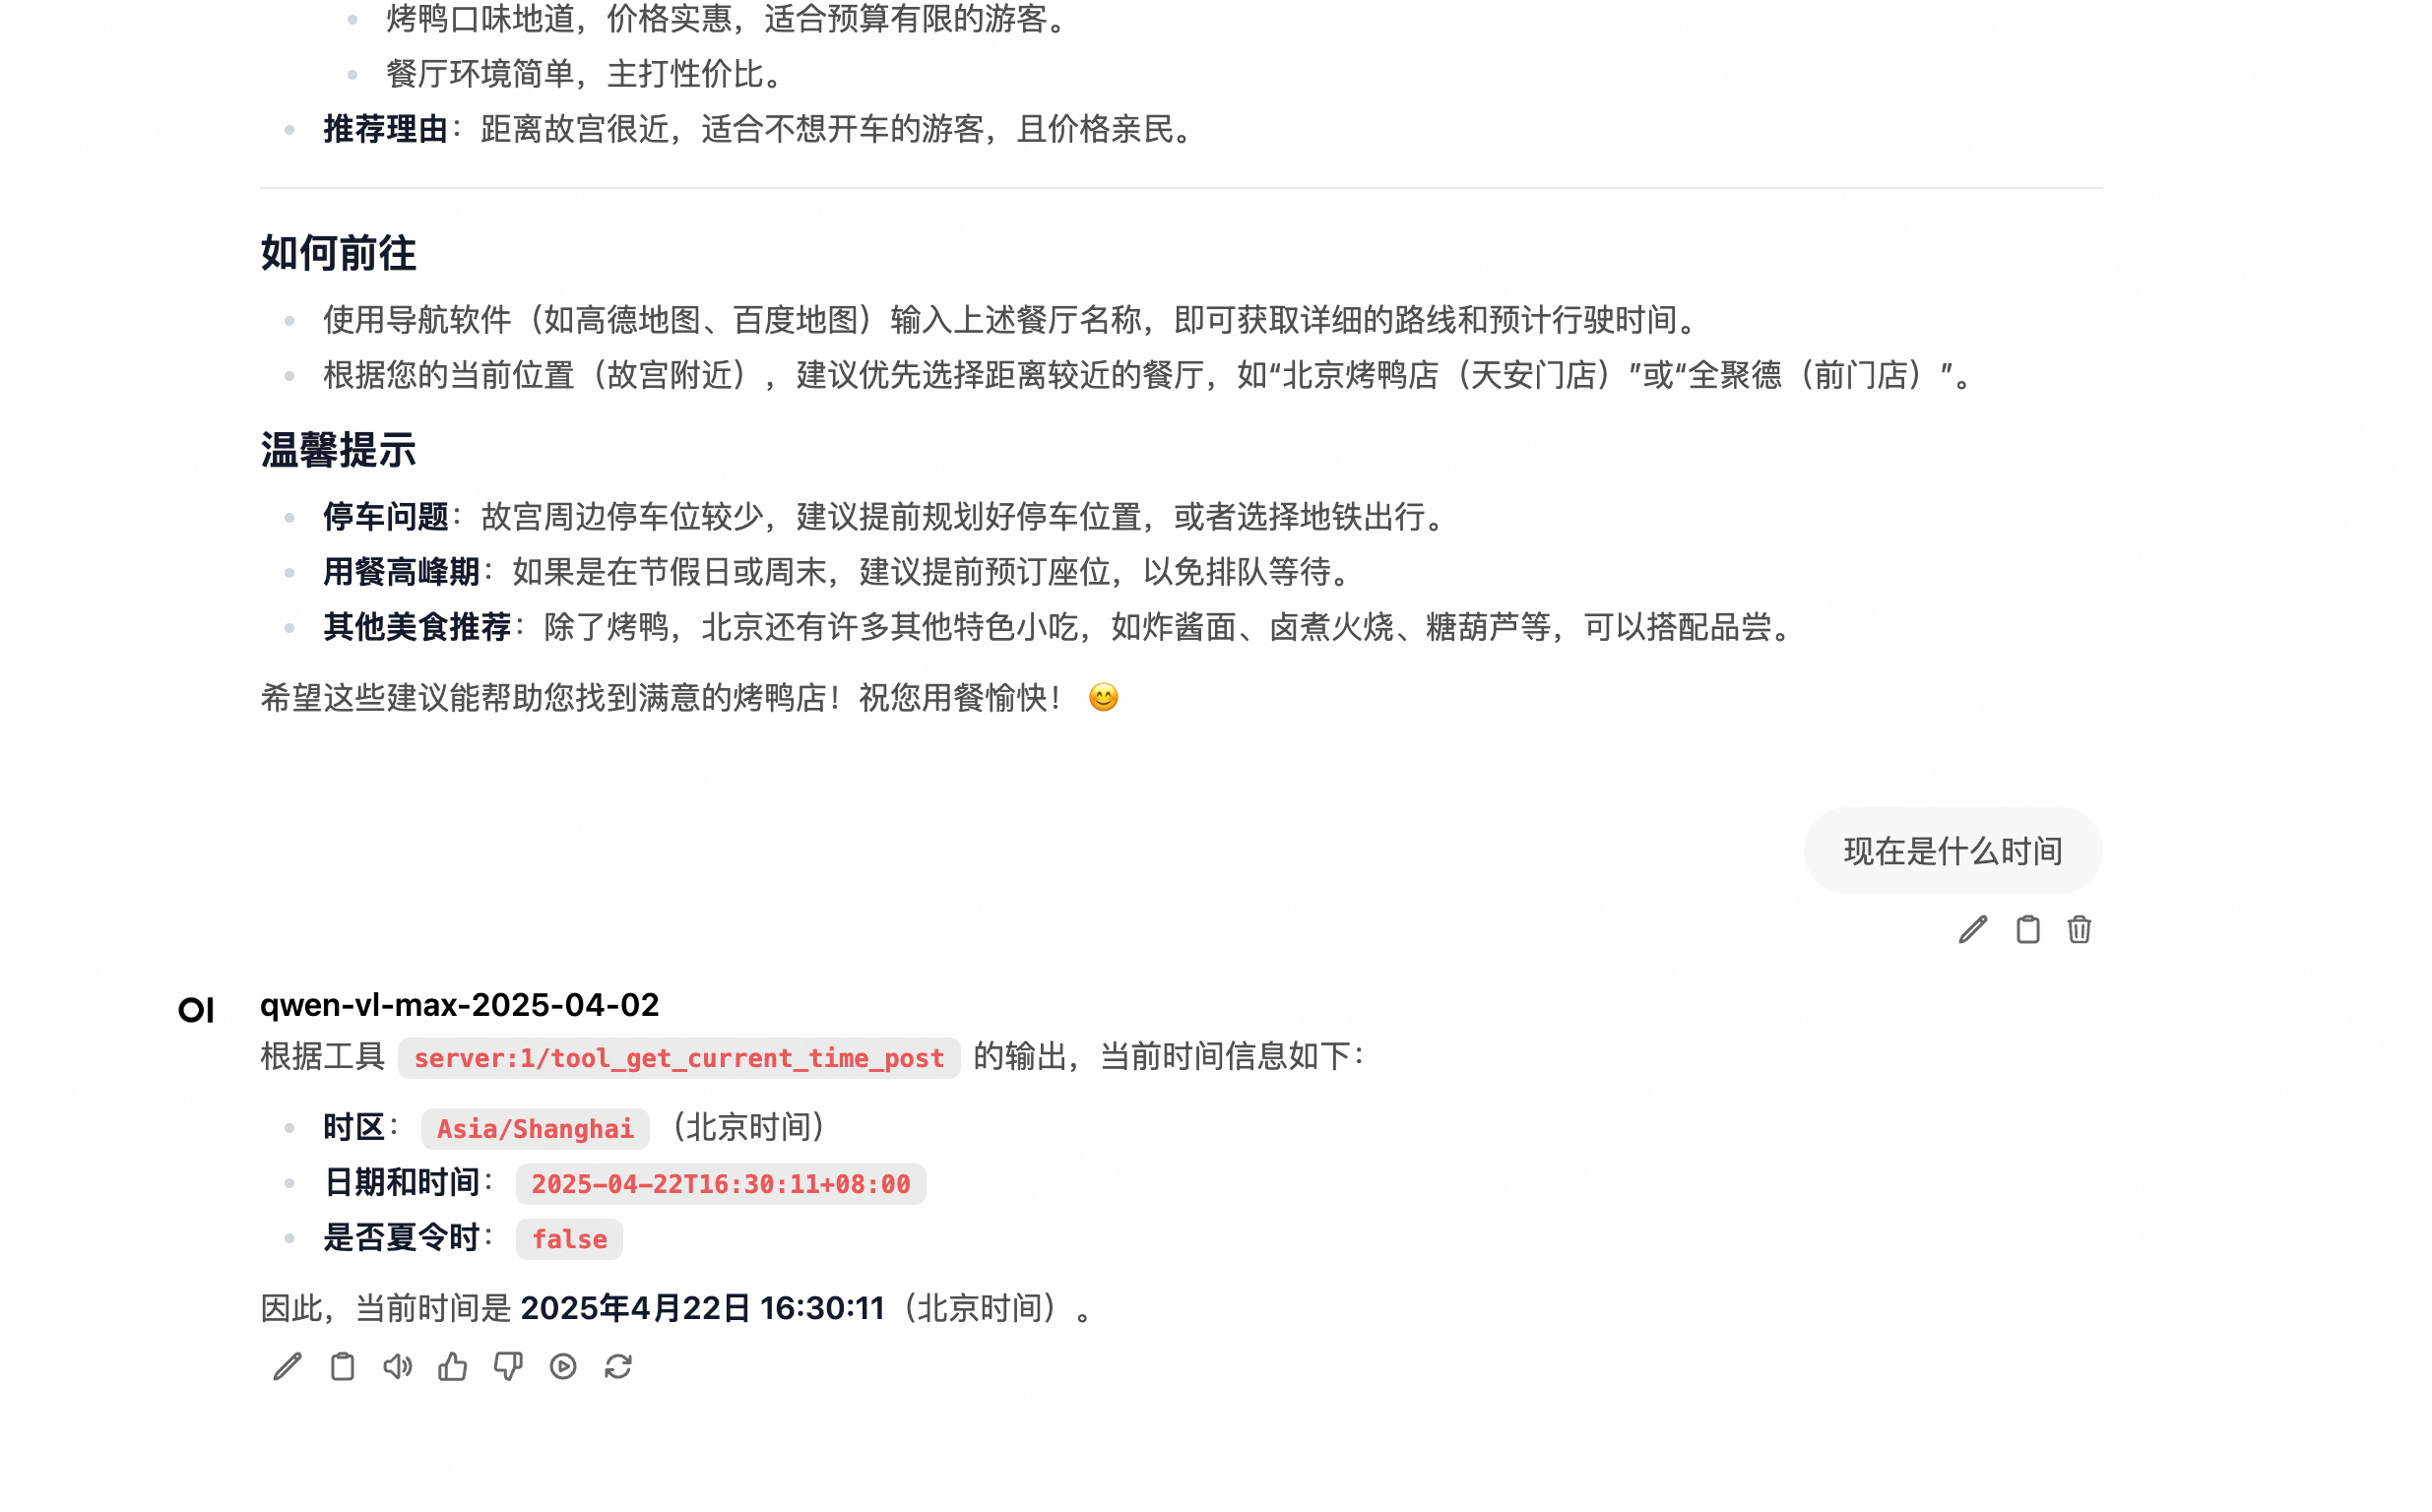 烤鸭口味地道，价格实惠，适合预算有限的游客。
餐厅环境简单，主打性价比。
推荐理由：距离故宫很近，适合不想开车的游客，且价格亲民。
如何前往
使用导航软件（如高德地图、百度地图）输入上述餐厅名称，即可获取详细的路线和预计行驶时间。
根据您的当前位置（故宫附近），建议优先选择距离较近的餐厅，如“北京烤鸭店（天安门店）”或“全聚德（前门店）”。
温馨提示
停车问题：故宫周边停车位较少，建议提前规划好停车位置，或者选择地铁出行。
用餐高峰期：如果是在节假日或周末，建议提前预订座位，以免排队等待。
其他美食推荐：除了烤鸭，北京还有许多其他特色小吃，如炸酱面、卤煮火烧、糖葫芦等，可以搭配品尝。
希望这些建议能帮助您找到满意的烤鸭店！祝您用餐愉快！ 😊
现在是什么时间
OI qwen-vl-max-2025-04-02
根据工具 server:1/tool_get_current_time_post 的输出，当前时间信息如下：
时区： Asia/Shanghai （北京时间）
日期和时间： 2025-04-22T16:30:11+08:00
是否夏令时： false
因此，当前时间是 2025年4月22日 16:30:11（北京时间）。